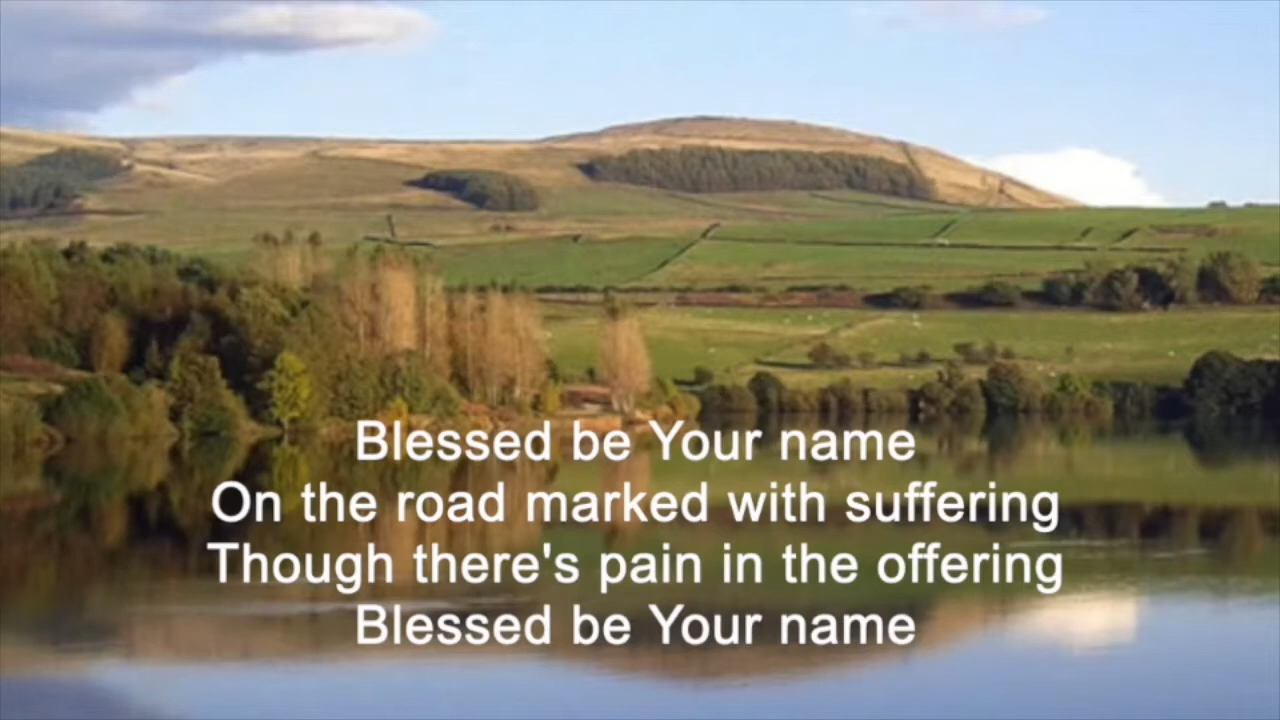 Blessed be Your name
On the road marked with suffering
Though there's pain in the offering
Blessed be Your name